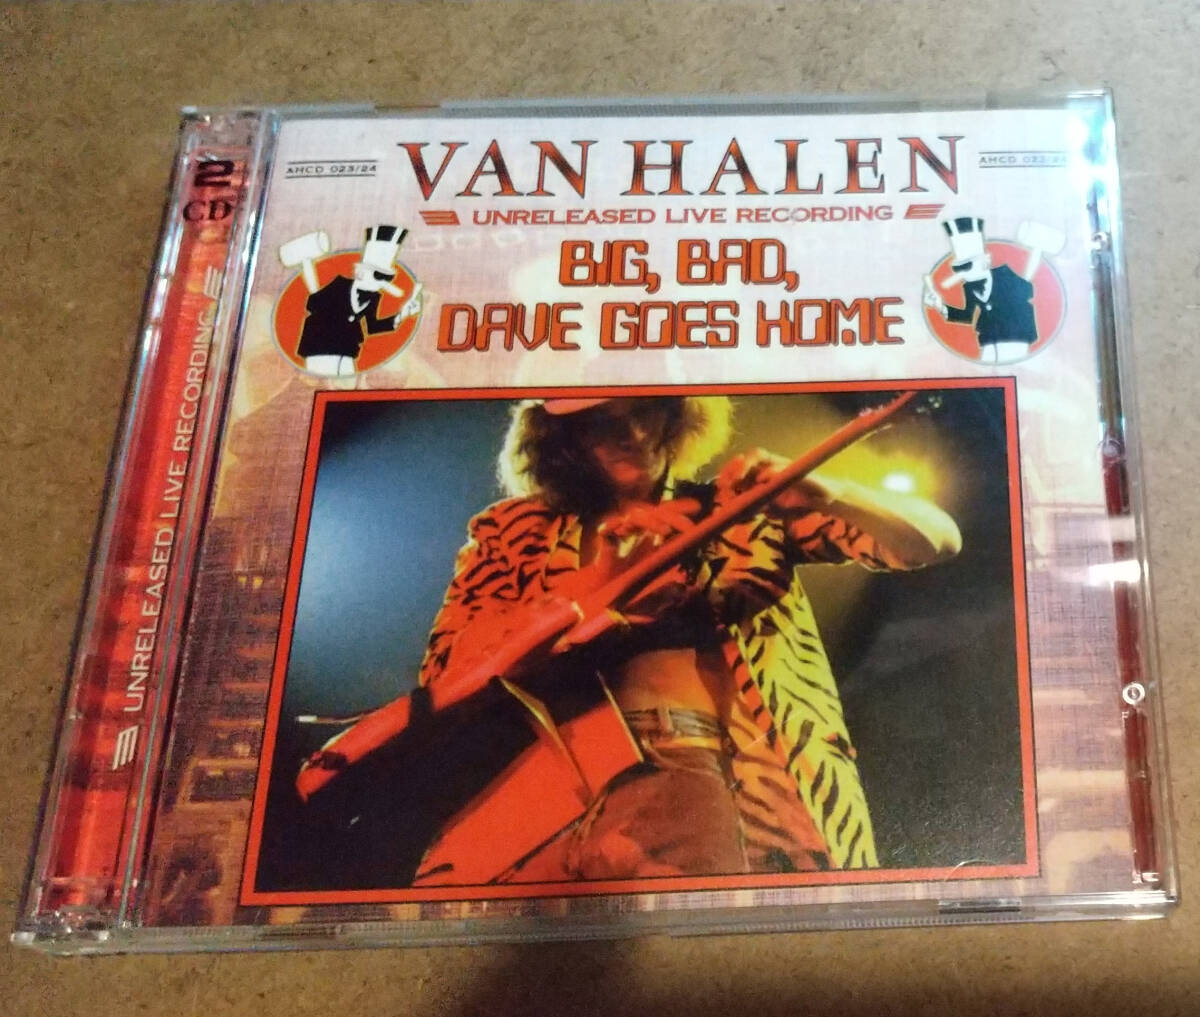 2
CD
UNRELEASED LIVE RECORDING
AHCD 023/24
VAN HALEN
AHCD 023/24
UNRELEASED LIVE RECORDING
BIG, BAD,
DAVE GOES HOME